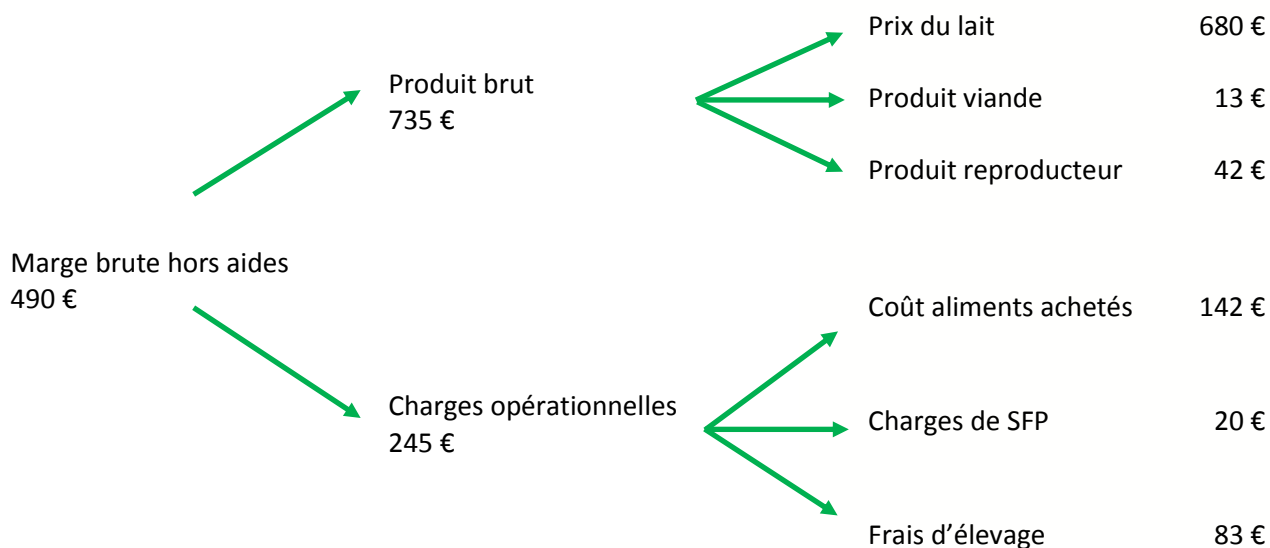 Prix du lait 680 €
Produit brut
735 €
Produit viande 13 €
Produit reproducteur 42 €
Marge brute hors aides
490 €
Coût aliments achetés 142 €
Charges opérationnelles
245 €
Charges de SFP 20 €
Frais d’élevage 83 €